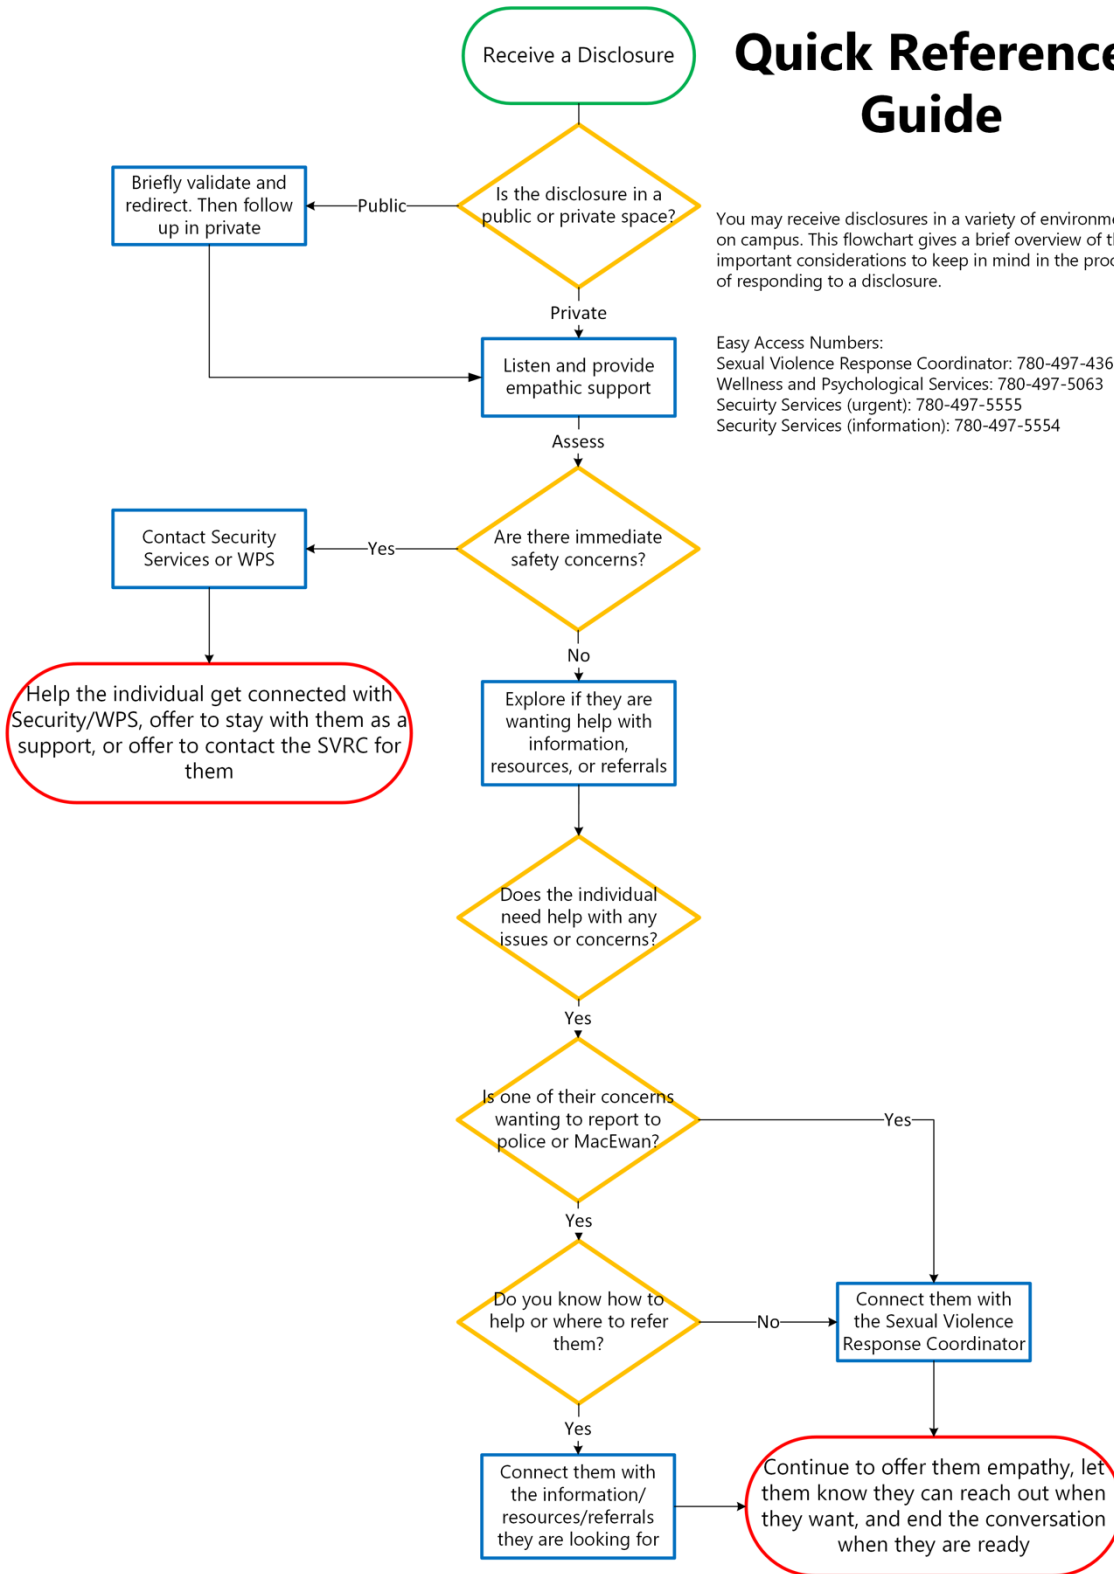 Receive a Disclosure
Quick Reference
Guide
Is the disclosure in a
public or private space?
Public
Briefly validate and
redirect. Then follow
up in private
You may receive disclosures in a variety of
on campus. This flowchart gives a brief overview of
important considerations to keep in mind in the
of responding to a disclosure.
Private
Listen and provide
empathic support
Easy Access Numbers:
Sexual Violence Response Coordinator: 780-497-436
Wellness and Psychological Services: 780-497-5063
Secuirty Services (urgent): 780-497-5555
Security Services (information): 780-497-5554
Assess
Are there immediate
safety concerns?
Yes
Contact Security
Services or WPS
Help the individual get connected with
Security/WPS, offer to stay with them as a
support, or offer to contact the SVRC for
them
No
Explore if they are
wanting help with
information,
resources, or referrals
Does the individual
need help with any
issues or concerns?
Yes
Is one of their concerns
wanting to report to
police or MacEwan?
Yes
Yes
Do you know how to
help or where to refer
them?
No
Connect them with
the Sexual Violence
Response Coordinator
Yes
Connect them with
the information/
resources/referrals
they are looking for
Continue to offer them empathy, let
them know they can reach out when
they want, and end the conversation
when they are ready